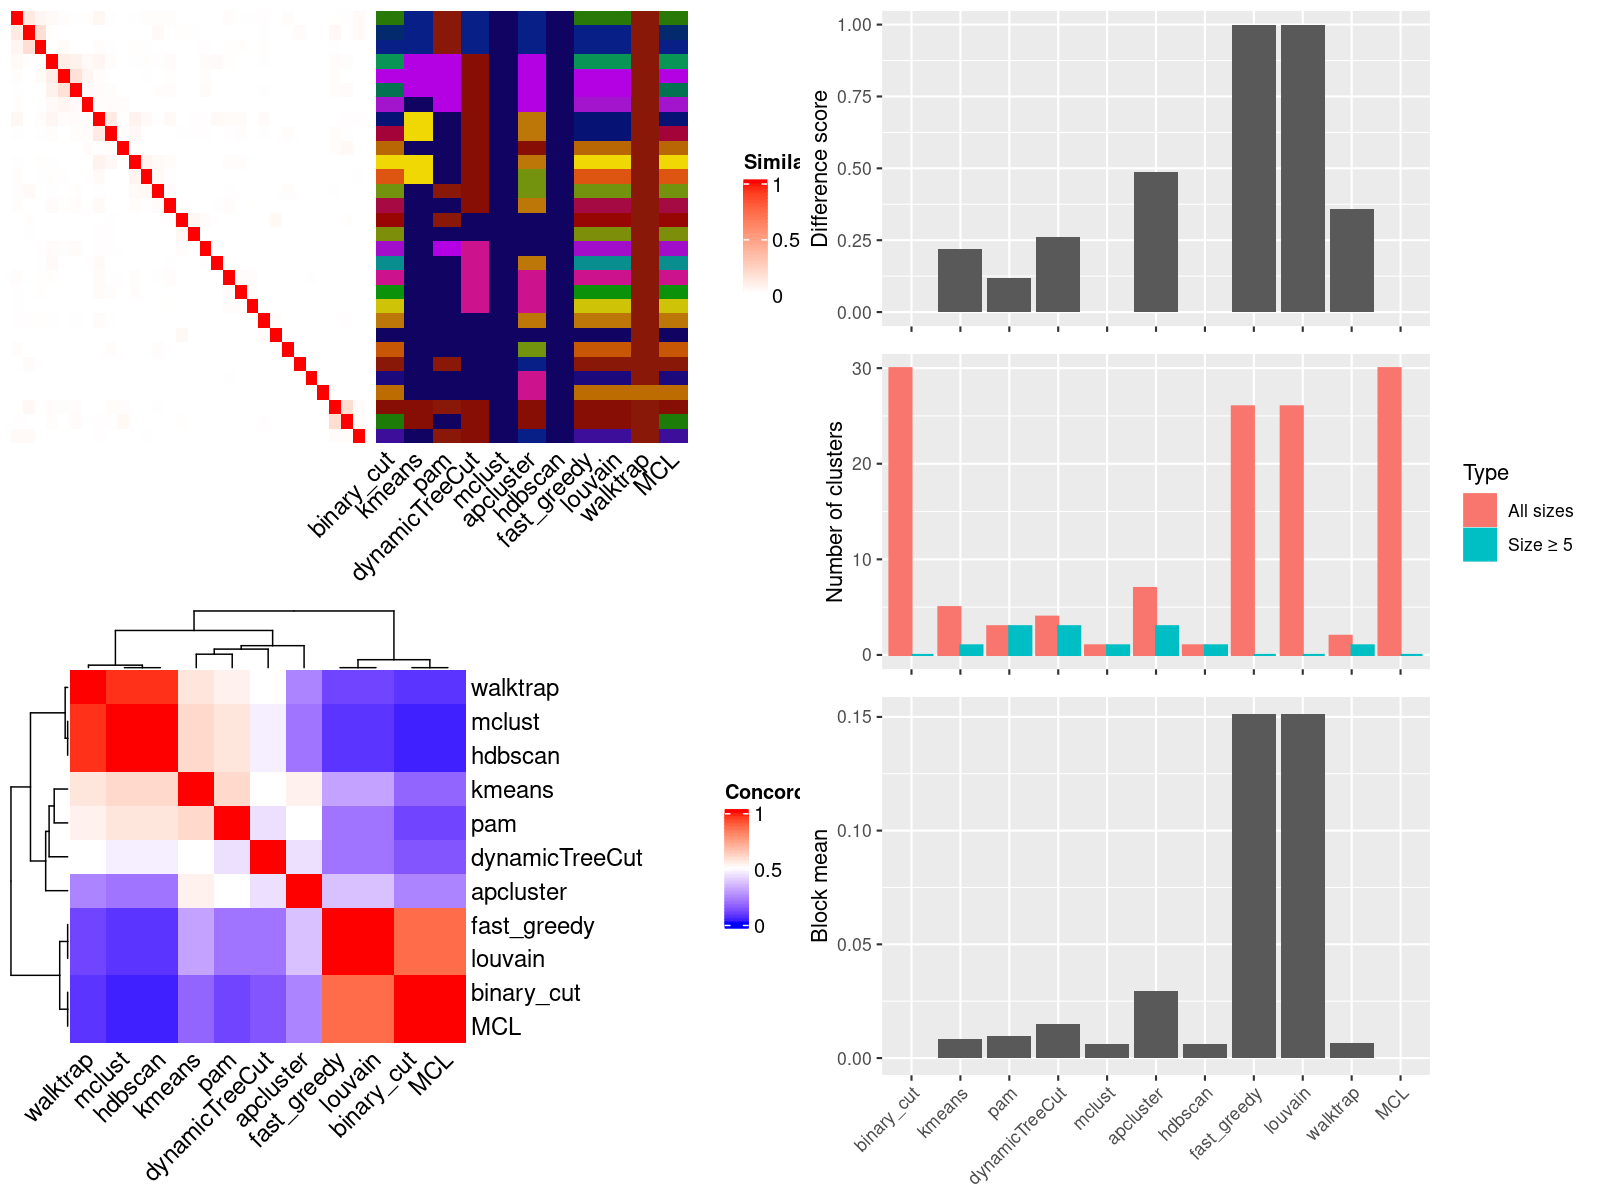 Simila
1
0.5
0
binary_cut
kmeans
pam
dynamicTreeCut
mclust
apcluster
hdbscan
fast_greedy
louvain
walktrap
MCL
Difference score
1.00
0.75
0.50
0.25
0.00
Number of clusters
30
20
10
0
Type
All sizes
Size ≥ 5
Block mean
0.15
0.10
0.05
0.00
binary_cut
kmeans
pam
dynamicTreeCut
mclust
apcluster
hdbscan
fast_greedy
louvain
walktrap
MCL
walktrap
mclust
hdbscan
kmeans
pam
dynamicTreeCut
apcluster
fast_greedy
louvain
binary_cut
MCL
Concord
1
0.5
0
walktrap
mclust
hdbscan
kmeans
pam
dynamicTreeCut
apcluster
fast_greedy
louvain
binary_cut
MCL